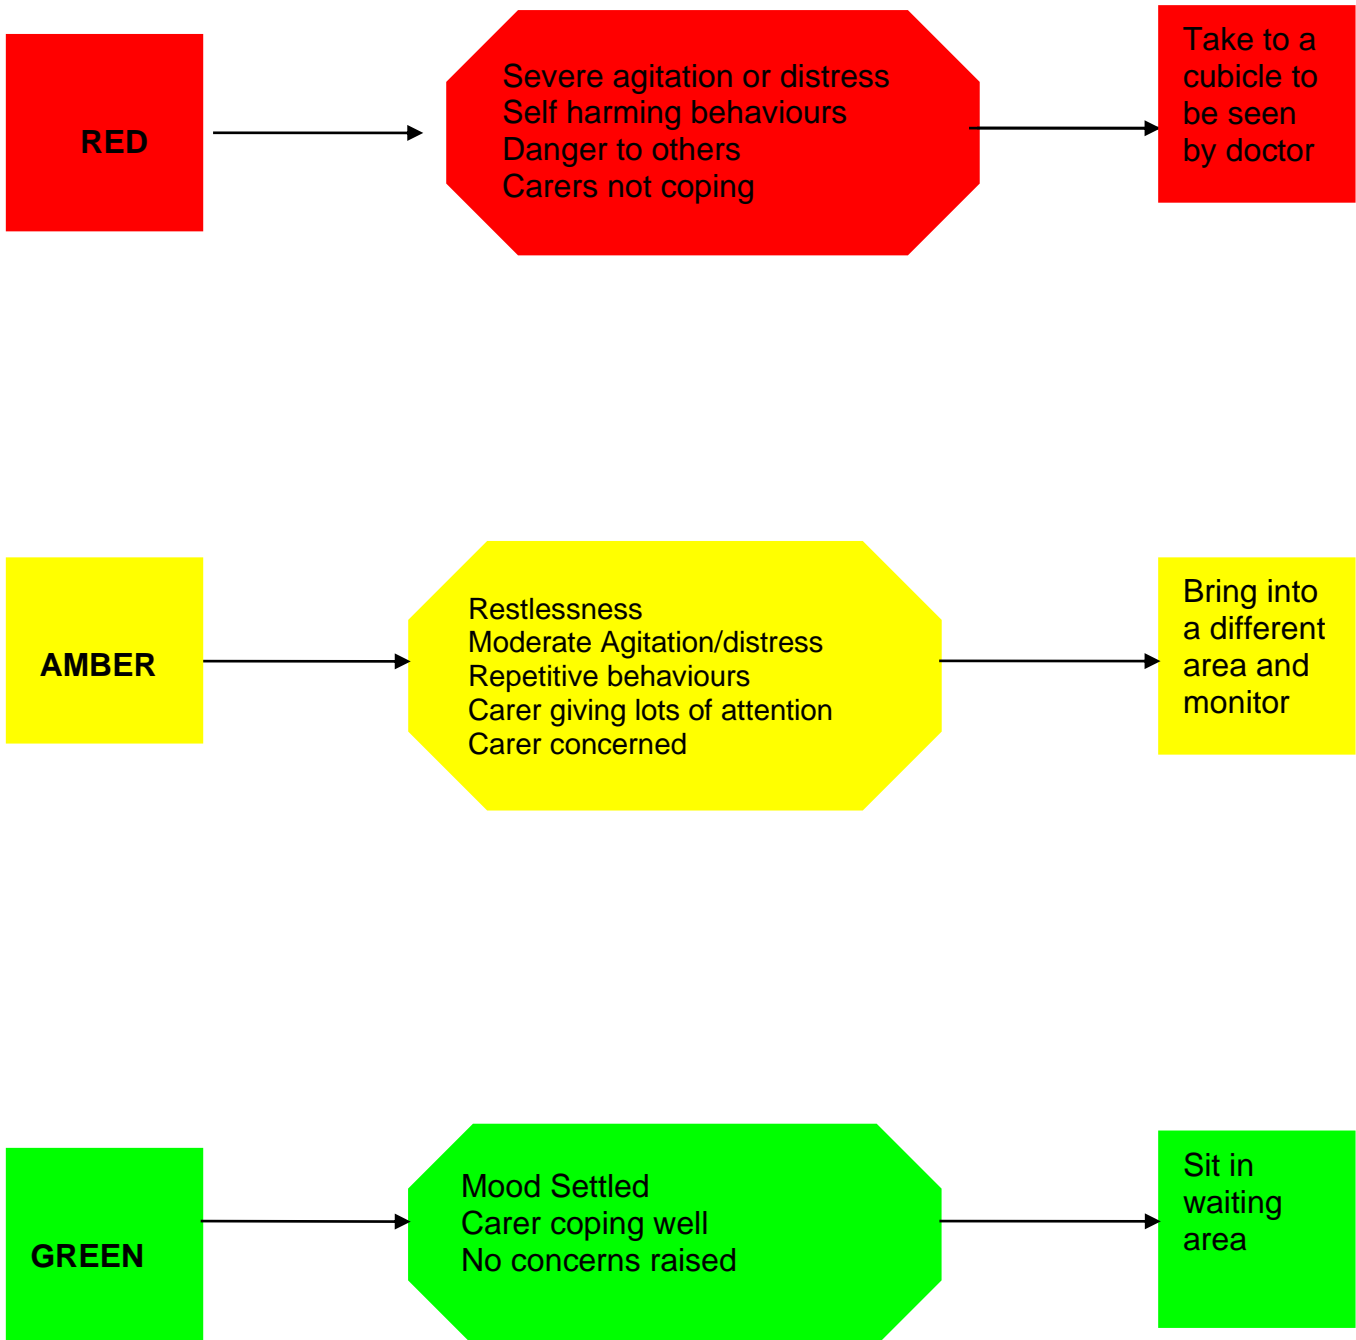 RED
Severe agitation or distress
Self harming behaviours
Danger to others
Carers not coping
Take to a
cubicle to
be seen
by doctor
AMBER
Restlessness
Moderate Agitation/distress
Repetitive behaviours
Carer giving lots of attention
Carer concerned
Bring into
a different
area and
monitor
GREEN
Mood Settled
Carer coping well
No concerns raised
Sit in
waiting
area